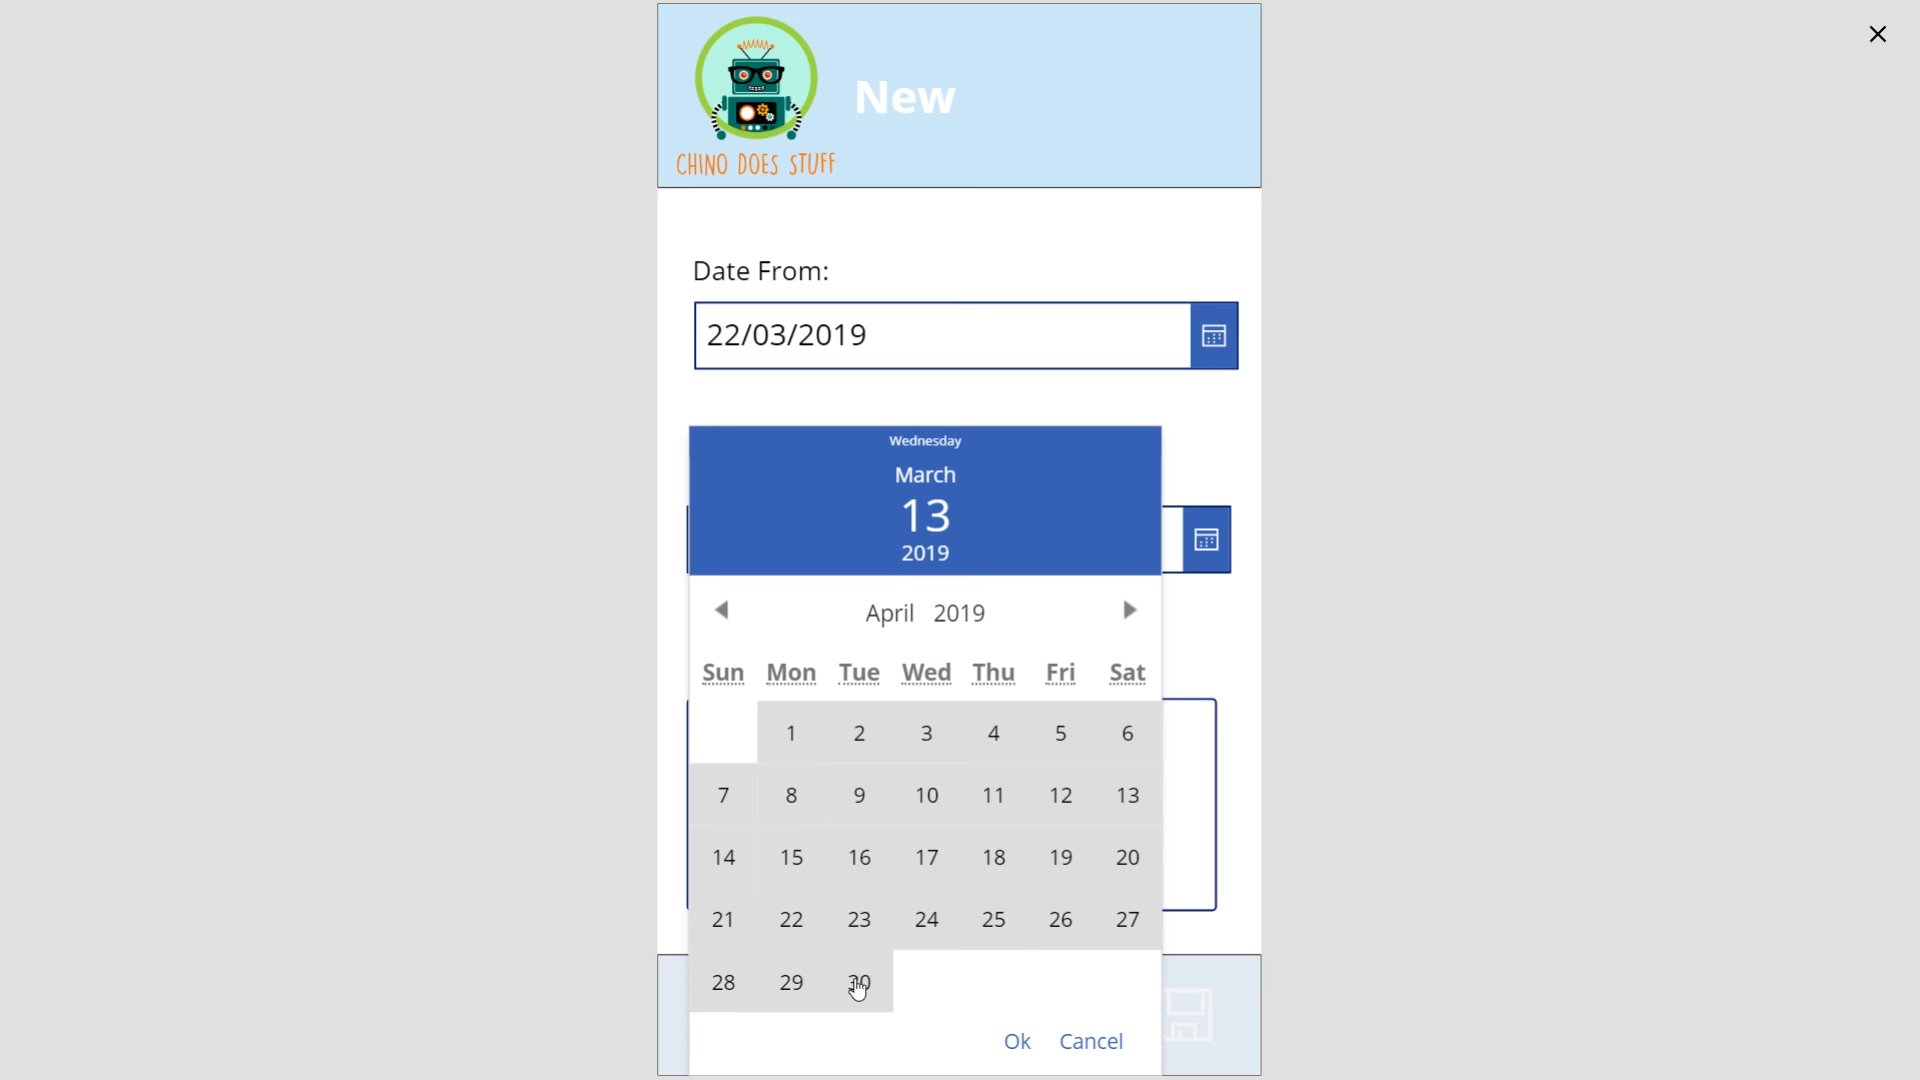 New
CHINO DOES STUFF
Date From:
22/03/2019
Wednesday
March
13
2019
April 2019
Sun Mon Tue Wed Thu Fri Sat
1 2 3 4 5 6
7 8 9 10 11 12 13
14 15 16 17 18 19 20
21 22 23 24 25 26 27
28 29 30
Ok Cancel